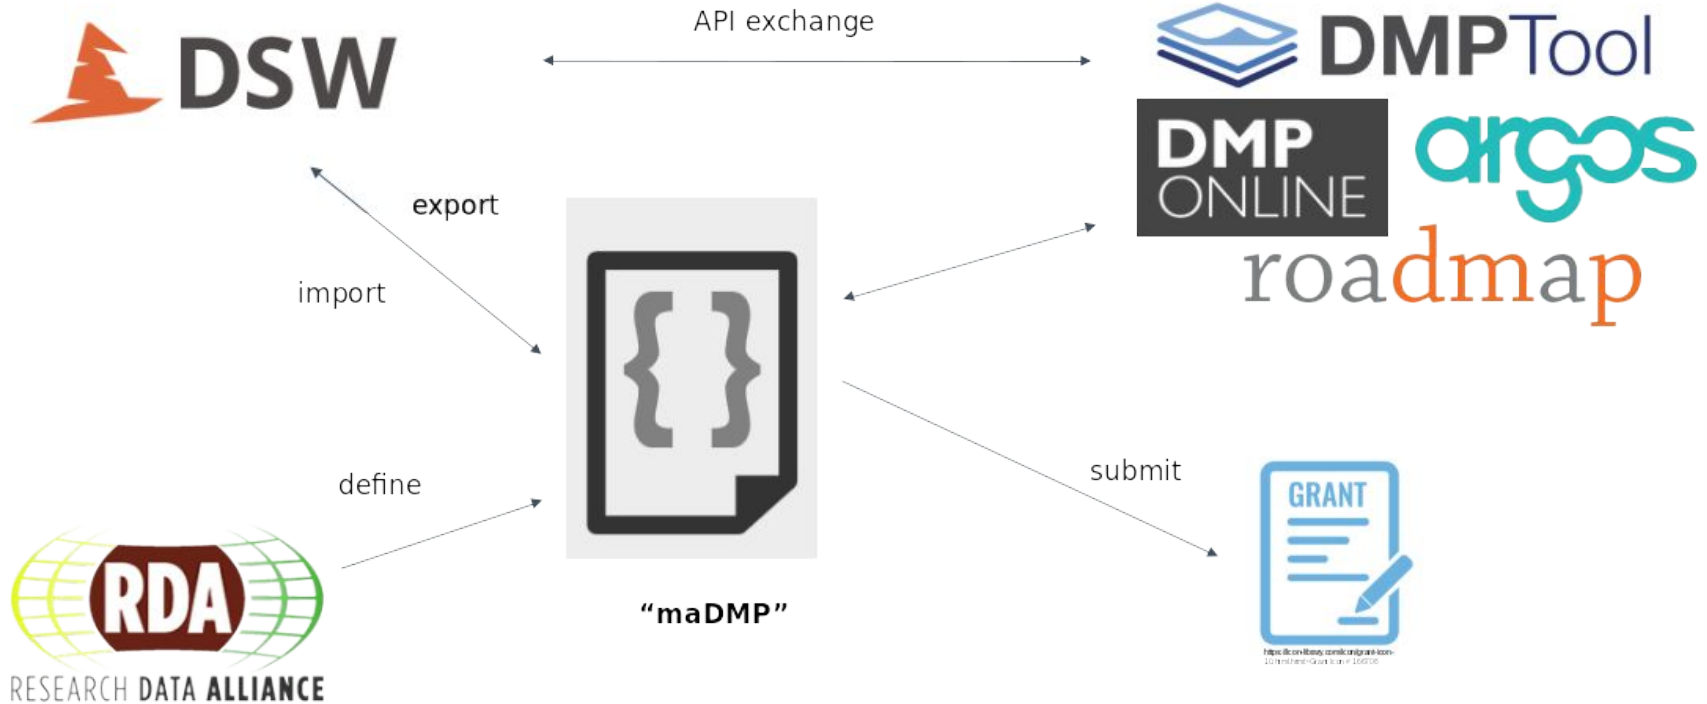 API exchange
DSW
DMPTool
DMP
ONLINE
argos
roadmap
export
import
define
submit
GRANT
RDA
RESEARCH DATA ALLIANCE
“maDMP”